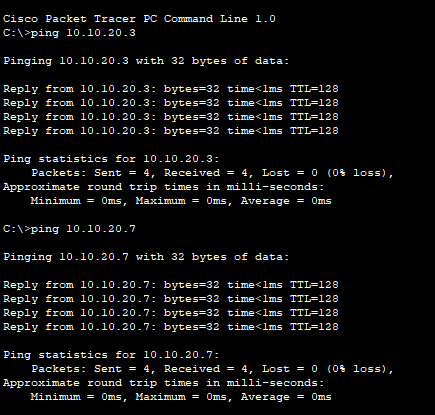 Cisco Packet Tracer PC Command Line 1.0
C:\>ping 10.10.20.3
Pinging 10.10.20.3 with 32 bytes of data:
Reply from 10.10.20.3: bytes=32 time<1ms TTL=128
Reply from 10.10.20.3: bytes=32 time<1ms TTL=128
Reply from 10.10.20.3: bytes=32 time<1ms TTL=128
Reply from 10.10.20.3: bytes=32 time<1ms TTL=128
Ping statistics for 10.10.20.3:
    Packets: Sent = 4, Received = 4, Lost = 0 (0% loss),
Approximate round trip times in milli-seconds:
    Minimum = 0ms, Maximum = 0ms, Average = 0ms
C:\>ping 10.10.20.7
Pinging 10.10.20.7 with 32 bytes of data:
Reply from 10.10.20.7: bytes=32 time<1ms TTL=128
Reply from 10.10.20.7: bytes=32 time<1ms TTL=128
Reply from 10.10.20.7: bytes=32 time<1ms TTL=128
Reply from 10.10.20.7: bytes=32 time<1ms TTL=128
Ping statistics for 10.10.20.7:
    Packets: Sent = 4, Received = 4, Lost = 0 (0% loss),
Approximate round trip times in milli-seconds:
    Minimum = 0ms, Maximum = 0ms, Average = 0ms